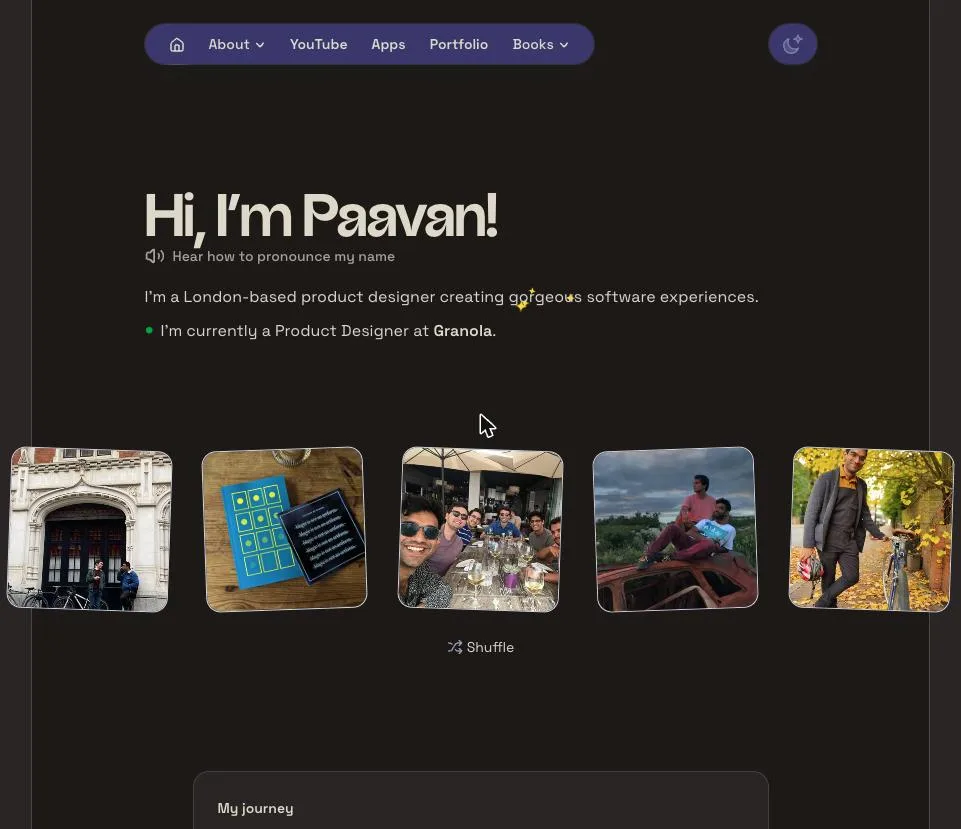 About
YouTube
Apps
Portfolio
Books
Hi, I'm Paavan!
Hear how to pronounce my name
I'm a London-based product designer creating gorgeous software experiences.
I'm currently a Product Designer at Granola.
Shuffle
My journey